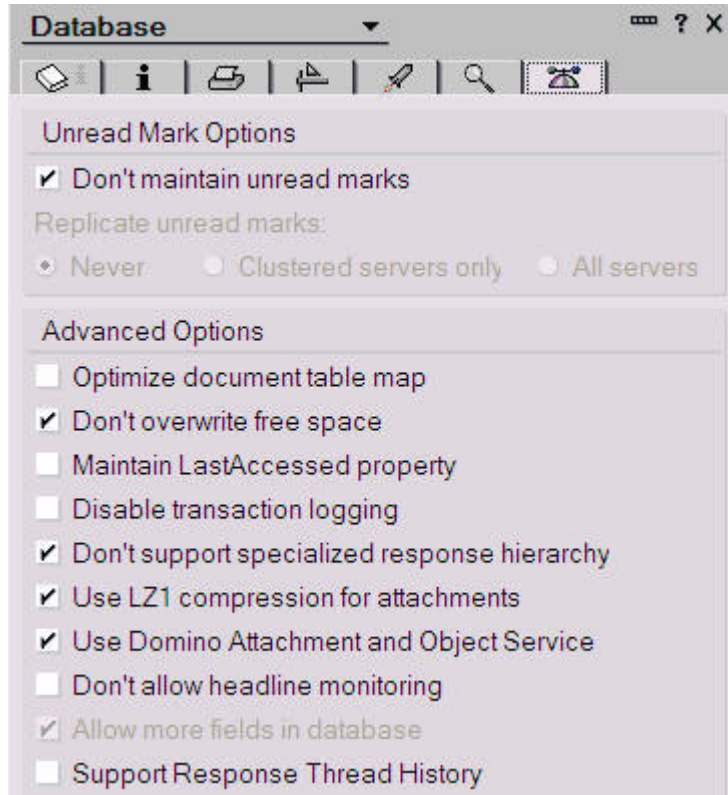 Database ? X
i i
Unread Mark Options
Don't maintain unread marks
Replicate unread marks:
Never Clustered servers only All servers
Advanced Options
Optimize document table map
Don't overwrite free space
Maintain LastAccessed property
Disable transaction logging
Don't support specialized response hierarchy
Use LZ1 compression for attachments
Use Domino Attachment and Object Service
Don't allow headline monitoring
Allow more fields in database
Support Response Thread History